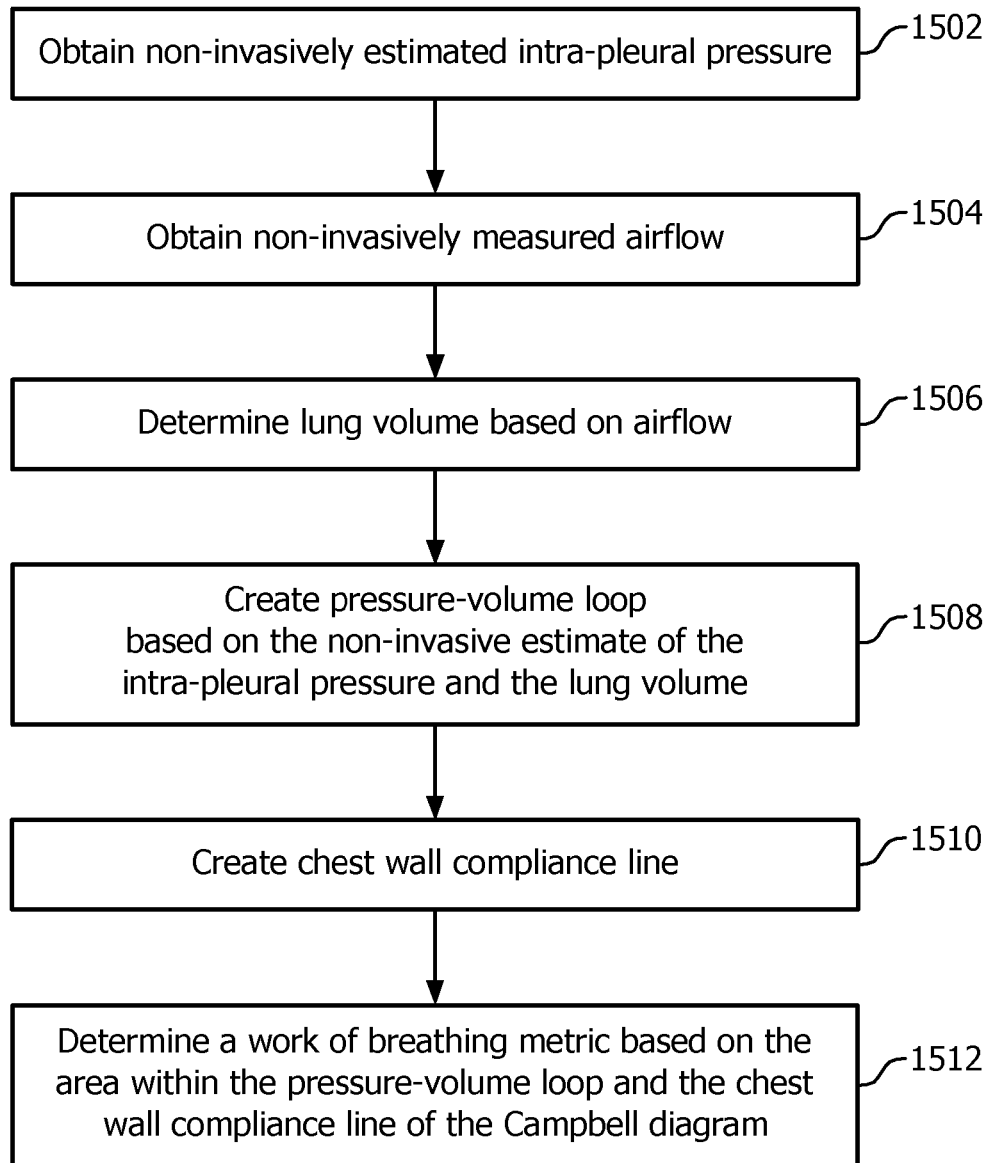 Obtain non-invasively estimated intra-pleural pressure
1502
Obtain non-invasively measured airflow
1504
Determine lung volume based on airflow
1506
Create pressure-volume loop
based on the non-invasive estimate of the
intra-pleural pressure and the lung volume
1508
Create chest wall compliance line
1510
Determine a work of breathing metric based on the
area within the pressure-volume loop and the chest
wall compliance line of the Campbell diagram
1512